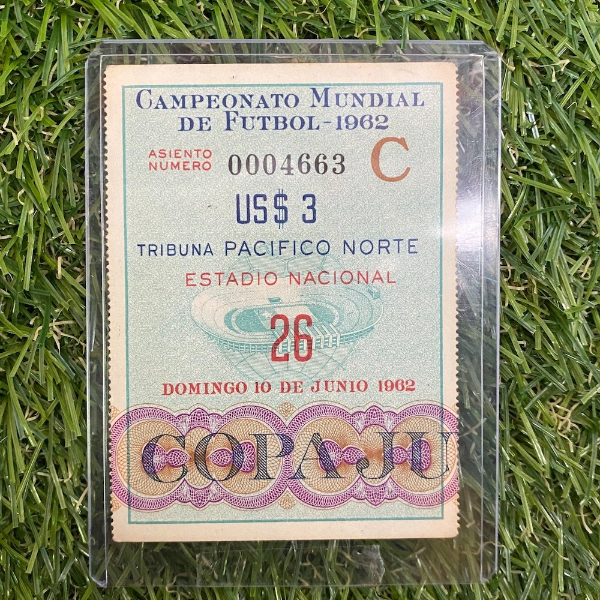 CAMPEONATO MUNDIAL
DE FUTBOL-1962
ASIENTO
NUMERO 0004663 C
US$ 3
TRIBUNA PACIFICO NORTE
ESTADIO NACIONAL
26
DOMINGO 10 DE JUNIO 1962
COPA JU